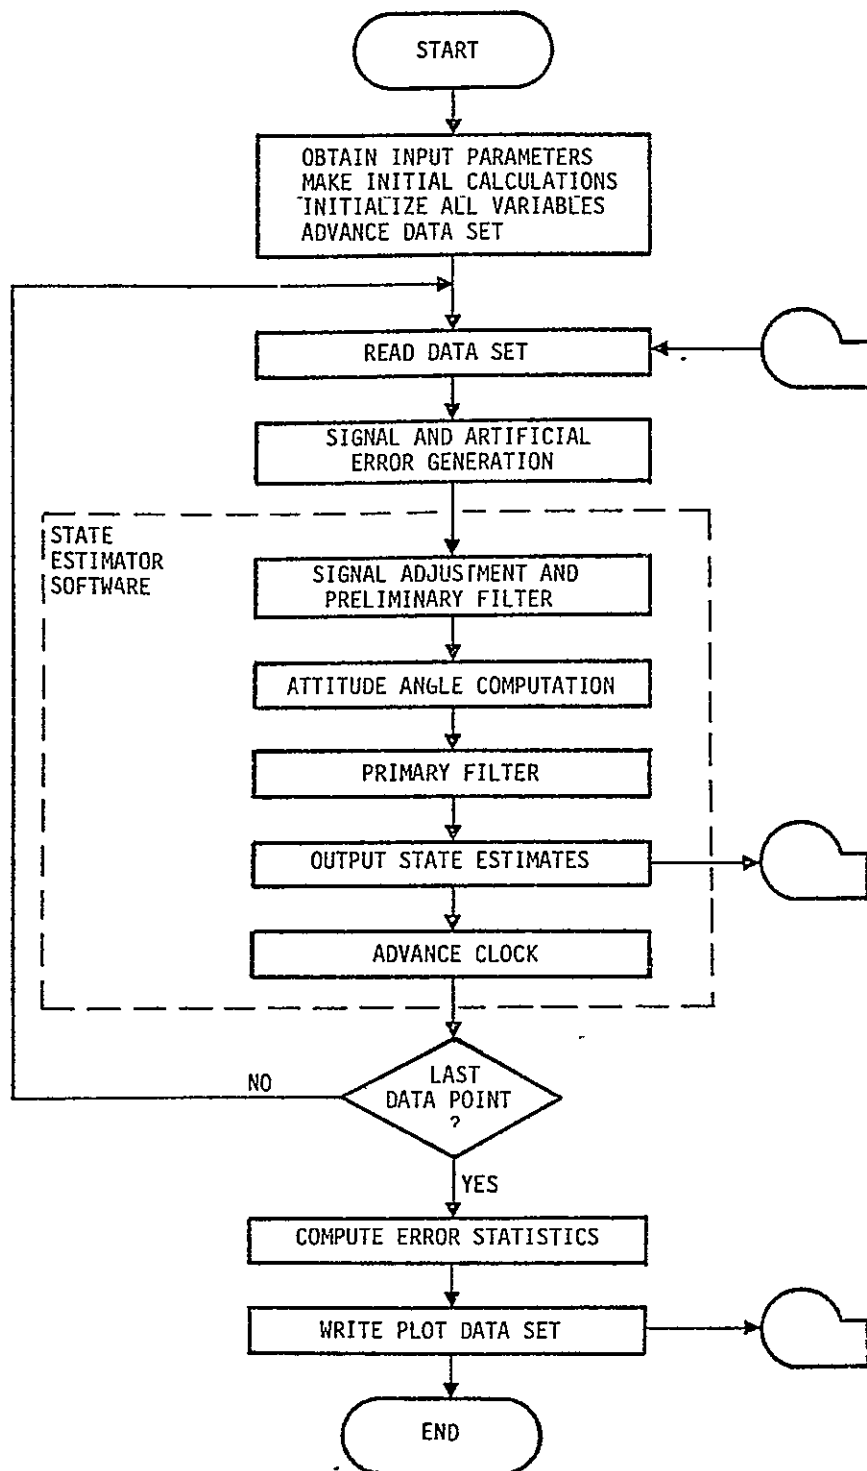 START
OBTAIN INPUT PARAMETERS
MAKE INITIAL CALCULATIONS
INITIALIZE ALL VARIABLES
ADVANCE DATA SET
READ DATA SET
SIGNAL AND ARTIFICIAL
ERROR GENERATION
STATE
ESTIMATOR
SOFTWARE
SIGNAL ADJUSTMENT AND
PRELIMINARY FILTER
ATTITUDE ANGLE COMPUTATION
PRIMARY FILTER
OUTPUT STATE ESTIMATES
ADVANCE CLOCK
LAST
DATA POINT
?
NO
YES
COMPUTE ERROR STATISTICS
WRITE PLOT DATA SET
END